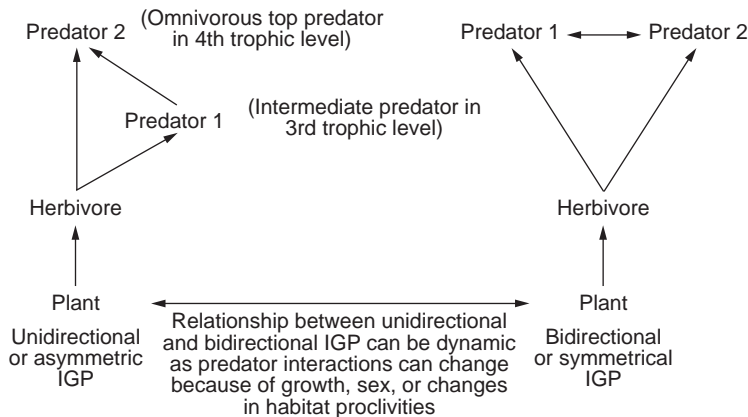 Predator 2
(Omnivorous top predator
in 4th trophic level)
Predator 1
(Intermediate predator in
3rd trophic level)
Herbivore
Plant
Unidirectional
or asymmetric
IGP
Relationship between unidirectional
and bidirectional IGP can be dynamic
as predator interactions can change
because of growth, sex, or changes
in habitat proclivities
Predator 1
Predator 2
Herbivore
Plant
Bidirectional
or symmetrical
IGP